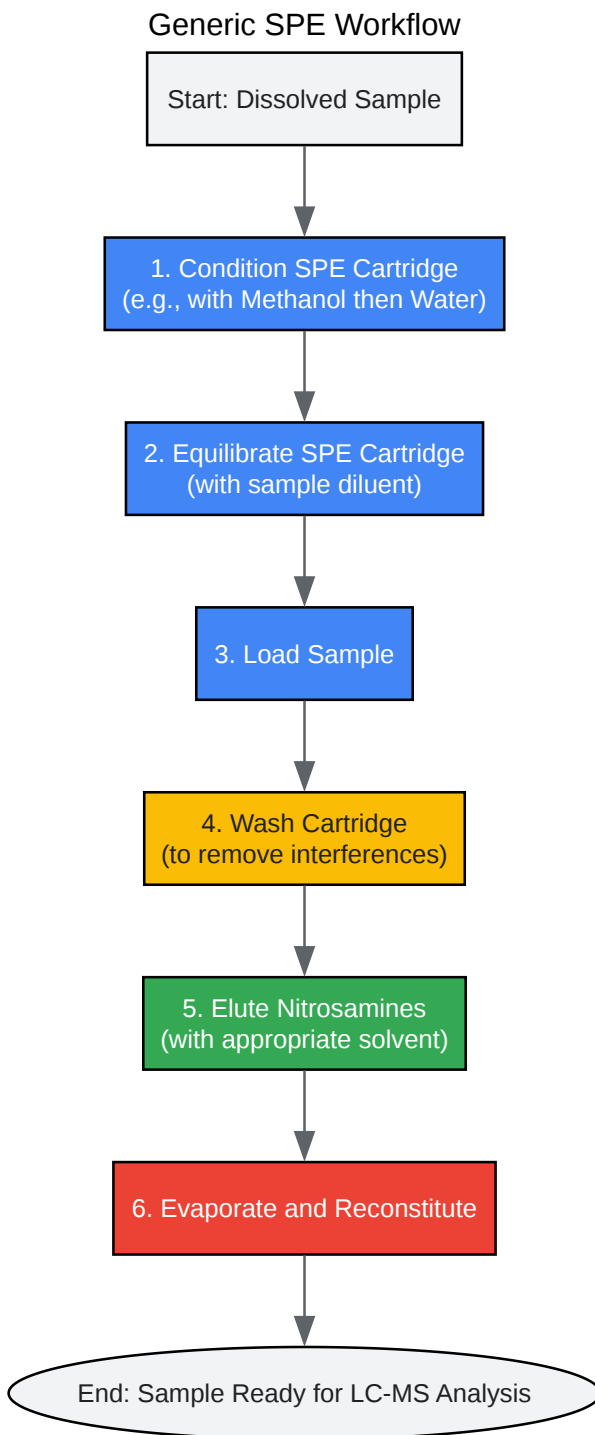 Generic SPE Workflow
Start: Dissolved Sample
1. Condition SPE Cartridge
(e.g., with Methanol then Water)
2. Equilibrate SPE Cartridge
(with sample diluent)
3. Load Sample
4. Wash Cartridge
(to remove interferences)
5. Elute Nitrosamines
(with appropriate solvent)
6. Evaporate and Reconstitute
End: Sample Ready for LC-MS Analysis